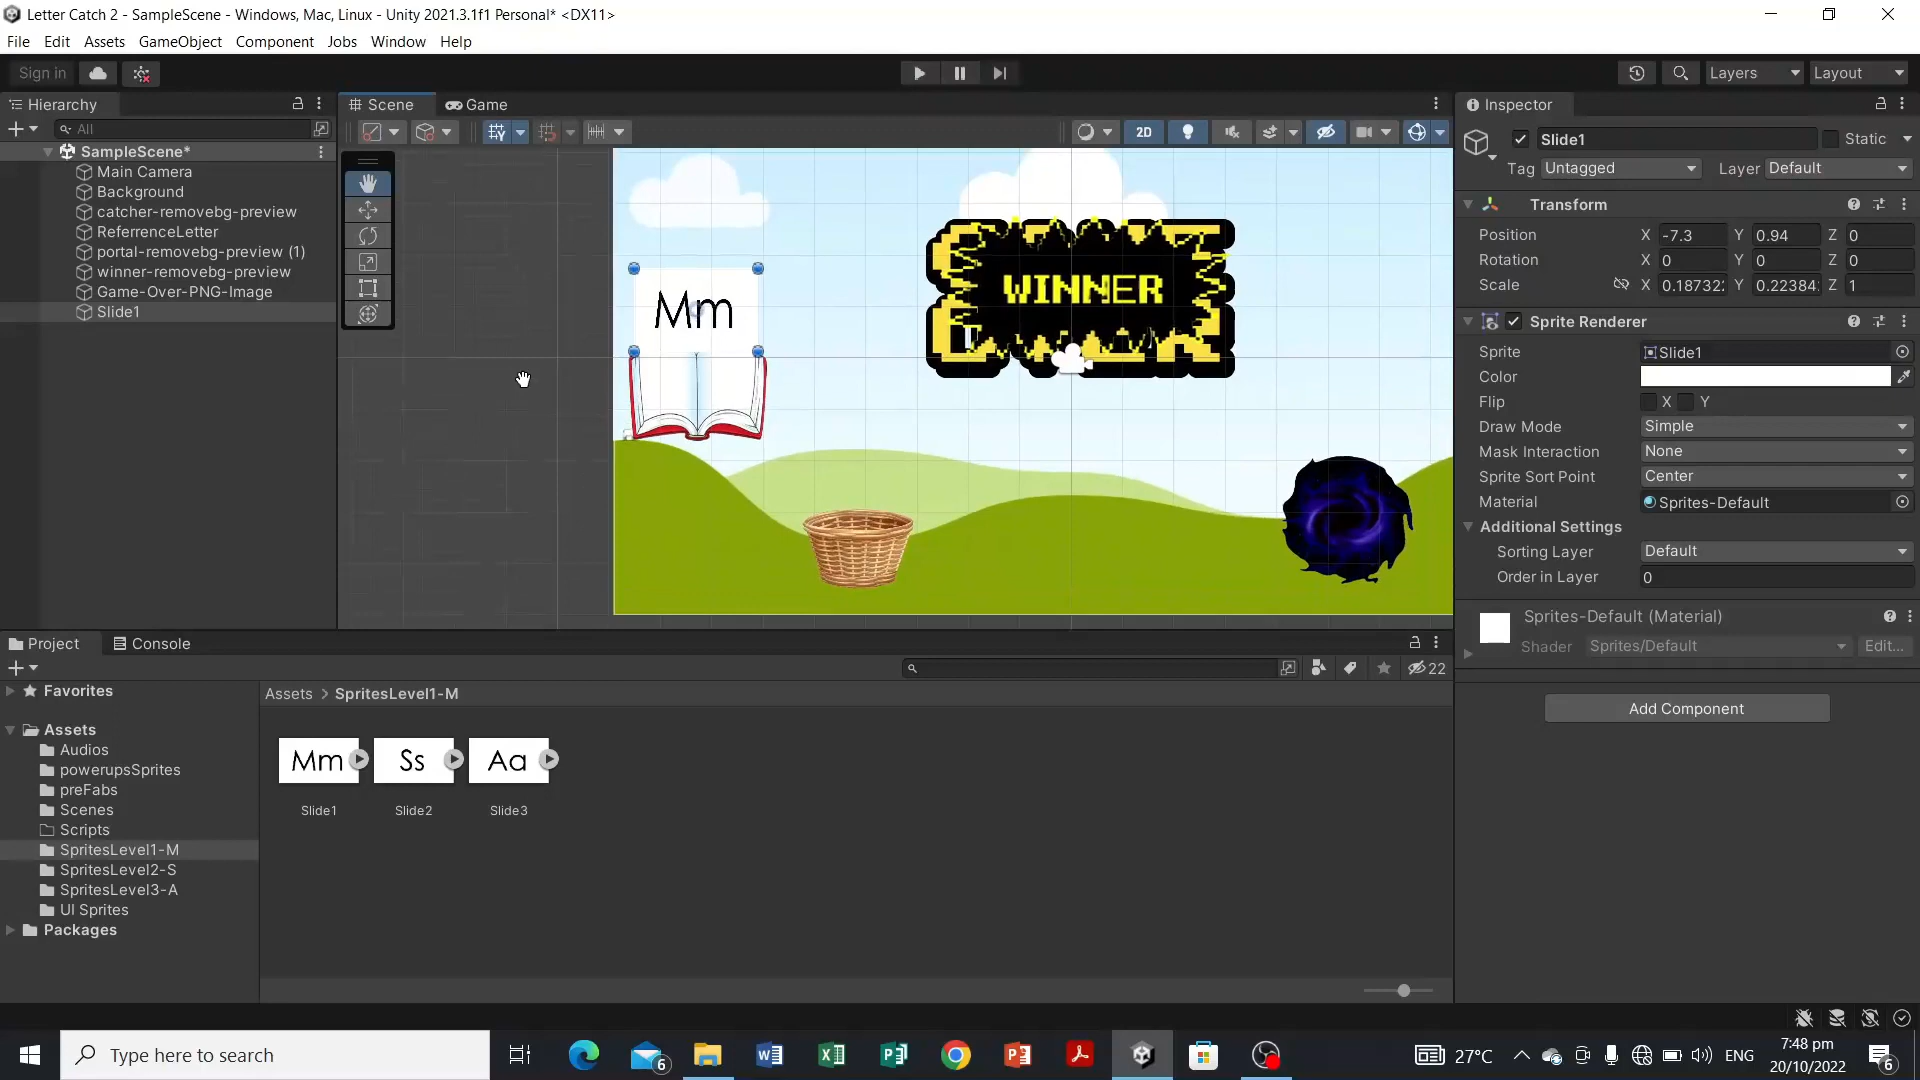 Letter Catch 2 - SampleScene - Windows, Mac, Linux - Unity 2021.3.1f1 Personal* <DX11>
File Edit Assets GameObject Component Jobs Window Help
Sign in
Layers
Layout
Hierarchy
All
SampleScene*
Main Camera
Background
catcher-removebg-preview
ReferrenceLetter
portal-removebg-preview (1)
winner-removebg-preview
Game-Over-PNG-Image
Slide1
Scene
Game
2D
Mm
WINNER
Inspector
Slide1
Static
Tag Untagged
Layer Default
Transform
Position X -7.3 Y 0.94 Z 0
Rotation X 0 Y 0 Z 0
Scale X 0.187322 Y 0.22384 Z 1
Sprite Renderer
Sprite Slide1
Color
Flip X Y
Draw Mode Simple
Mask Interaction None
Sprite Sort Point Center
Material Sprites-Default
Additional Settings
Sorting Layer Default
Order in Layer 0
Sprites-Default (Material)
Shader Sprites/Default Edit...
Add Component
Project
Console
22
Favorites
Assets
Audios
powerupsSprites
preFabs
Scenes
Scripts
SpritesLevel1-M
SpritesLevel2-S
SpritesLevel3-A
UI Sprites
Packages
Assets > SpritesLevel1-M
Mm Ss Aa
Slide1 Slide2 Slide3
Type here to search
6
27°C
ENG
7:48 pm
20/10/2022
6